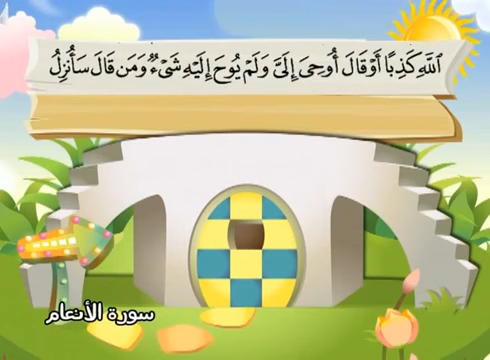 ٱللَّهِ كَذِبًا أَوْ قَالَ أُوحِىَ إِلَىَّ وَلَمْ يُوحَ إِلَيْهِ شَىْءٌ وَمَن قَالَ سَأُنزِلُ
سورة الأنعام